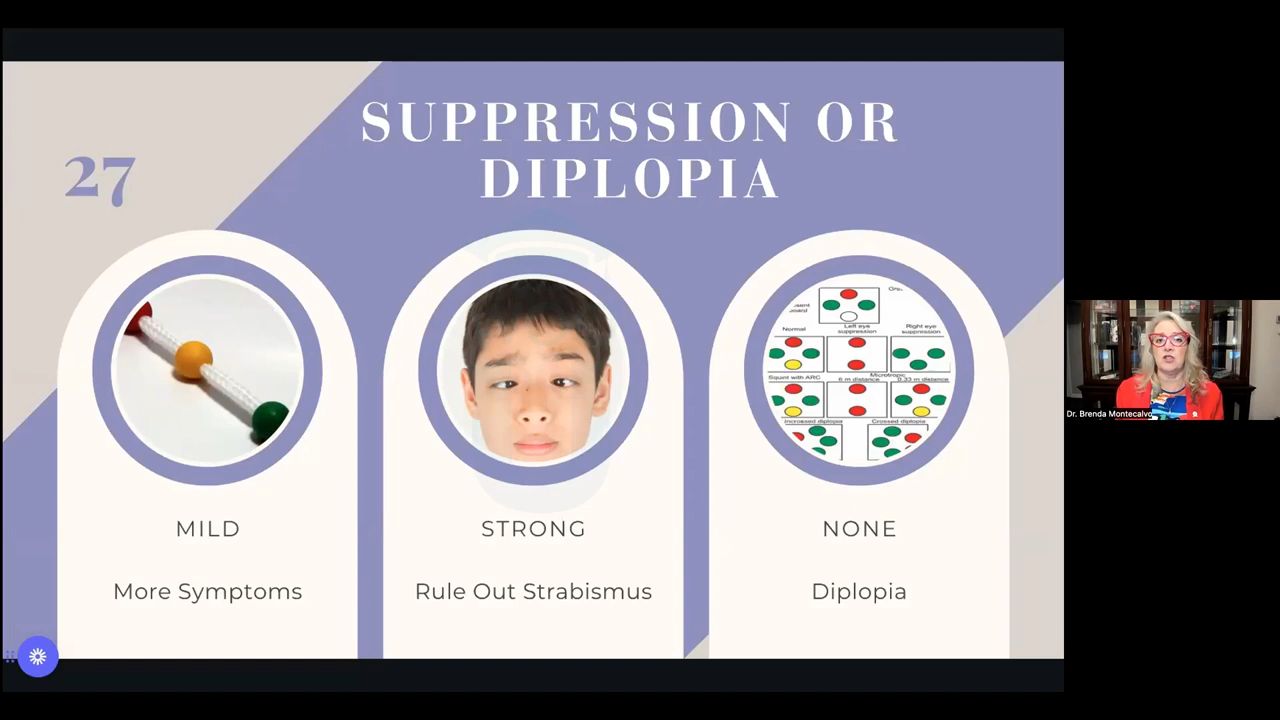 SUPPRESSION OR
DIPLOPIA
27
Normal
Left eye
suppression
Right eye
suppression
Squint with ARC
Microtropic
6 m distance
0.33 m distance
Crossed diplopia
MILD
STRONG
NONE
More Symptoms
Rule Out Strabismus
Diplopia
Dr. Brenda Montecalvo